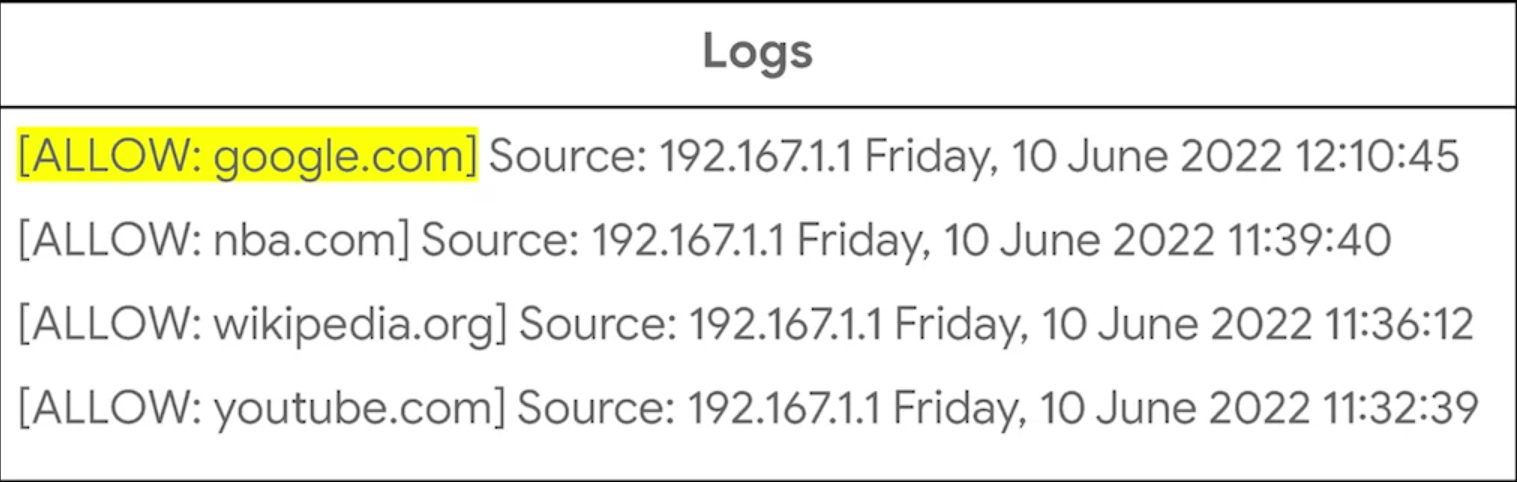 Logs
[ALLOW: google.com] Source: 192.167.1.1 Friday, 10 June 2022 12:10:45
[ALLOW: nba.com] Source: 192.167.1.1 Friday, 10 June 2022 11:39:40
[ALLOW: wikipedia.org] Source: 192.167.1.1 Friday, 10 June 2022 11:36:12
[ALLOW: youtube.com] Source: 192.167.1.1 Friday, 10 June 2022 11:32:39